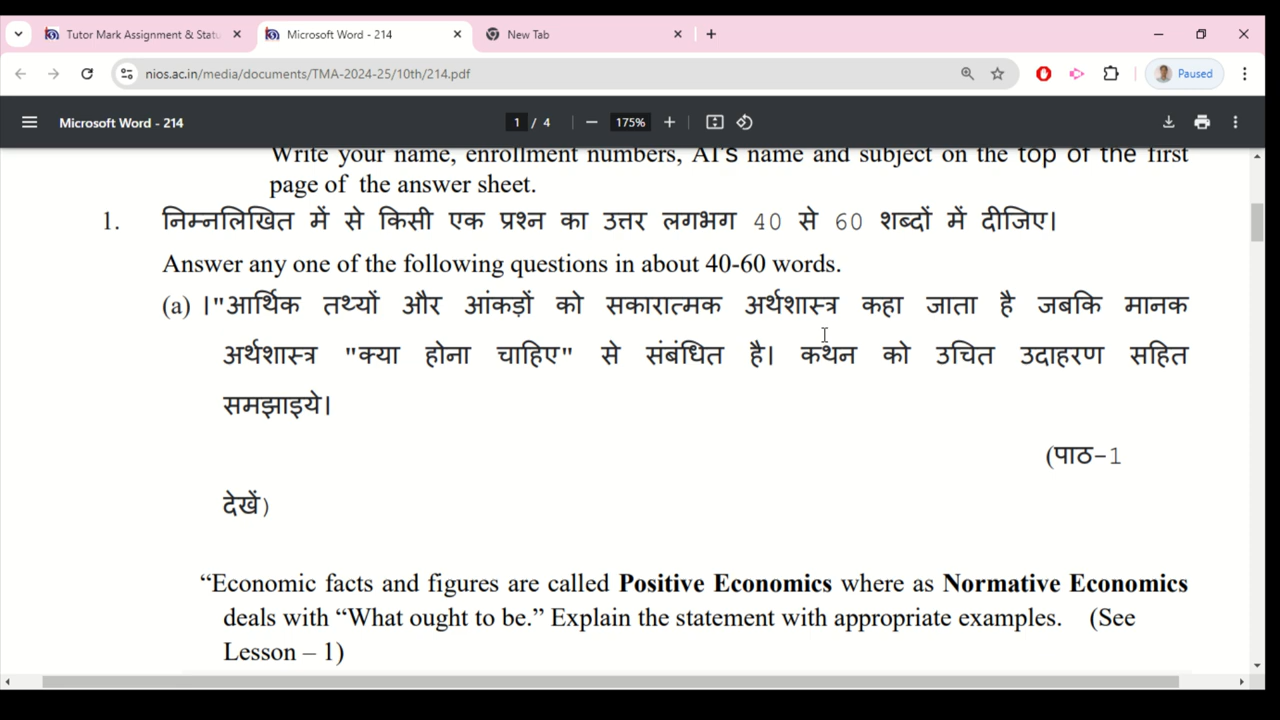 Tutor Mark Assignment & Statu
Microsoft Word - 214
New Tab
nios.ac.in/media/documents/TMA-2024-25/10th/214.pdf
Paused
Microsoft Word - 214
1 / 4
175%
Write your name, enrollment numbers, AI's name and subject on the top of the first
page of the answer sheet.
1. निम्नलिखित में से किसी एक प्रश्न का उत्तर लगभग 40 से 60 शब्दों में दीजिए।
Answer any one of the following questions in about 40-60 words.
(a) ।"आर्थिक तथ्यों और आंकड़ों को सकारात्मक अर्थशास्त्र कहा जाता है जबकि मानक
अर्थशास्त्र "क्या होना चाहिए" से संबंधित है। कथन को उचित उदाहरण सहित
समझाइये।
(पाठ-1
देखें)
“Economic facts and figures are called Positive Economics where as Normative Economics
deals with “What ought to be.” Explain the statement with appropriate examples. (See
Lesson – 1)